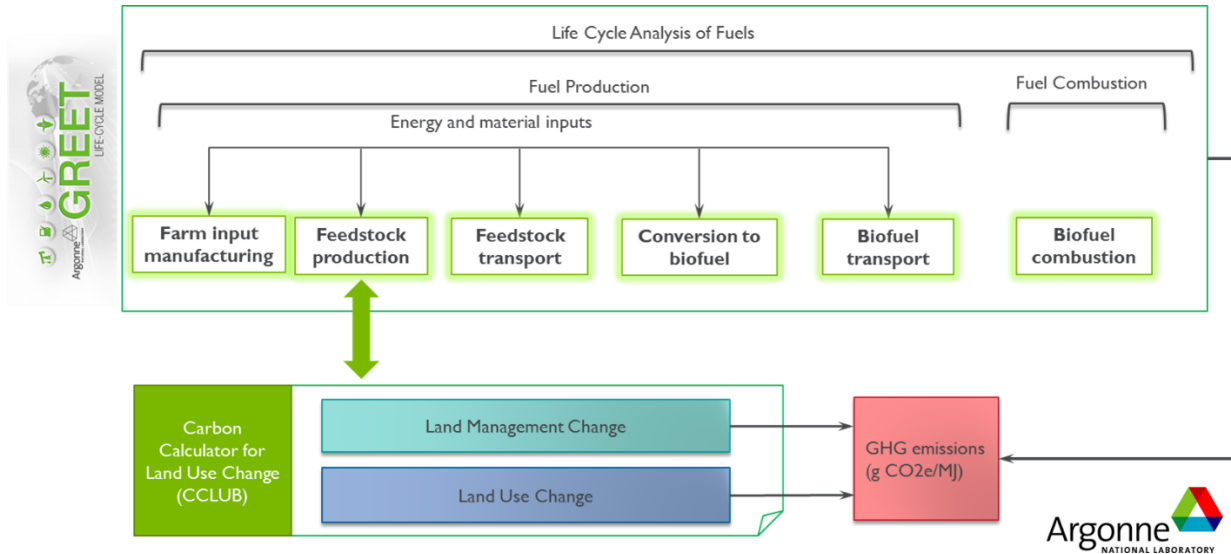 Life Cycle Analysis of Fuels
Fuel Production
Fuel Combustion
Energy and material inputs
Farm input
manufacturing
Feedstock
production
Feedstock
transport
Conversion to
biofuel
Biofuel
transport
Biofuel
combustion
GREET
LIFE-CYCLE MODEL
Argonne
Carbon
Calculator for
Land Use Change
(CCLUB)
Land Management Change
Land Use Change
GHG emissions
(g CO2e/MJ)
Argonne
NATIONAL LABORATORY